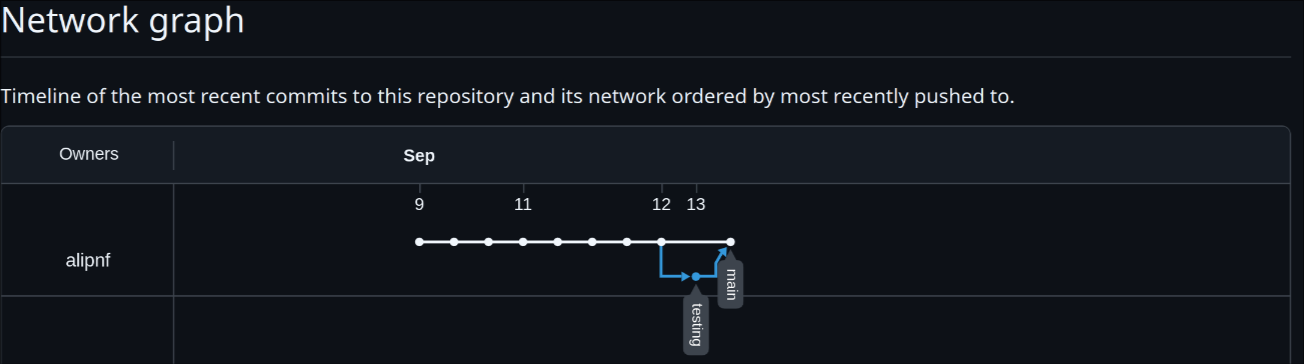 Network graph
Timeline of the most recent commits to this repository and its network ordered by most recently pushed to.
Owners Sep
9 11 12 13
alipnf
main
testing